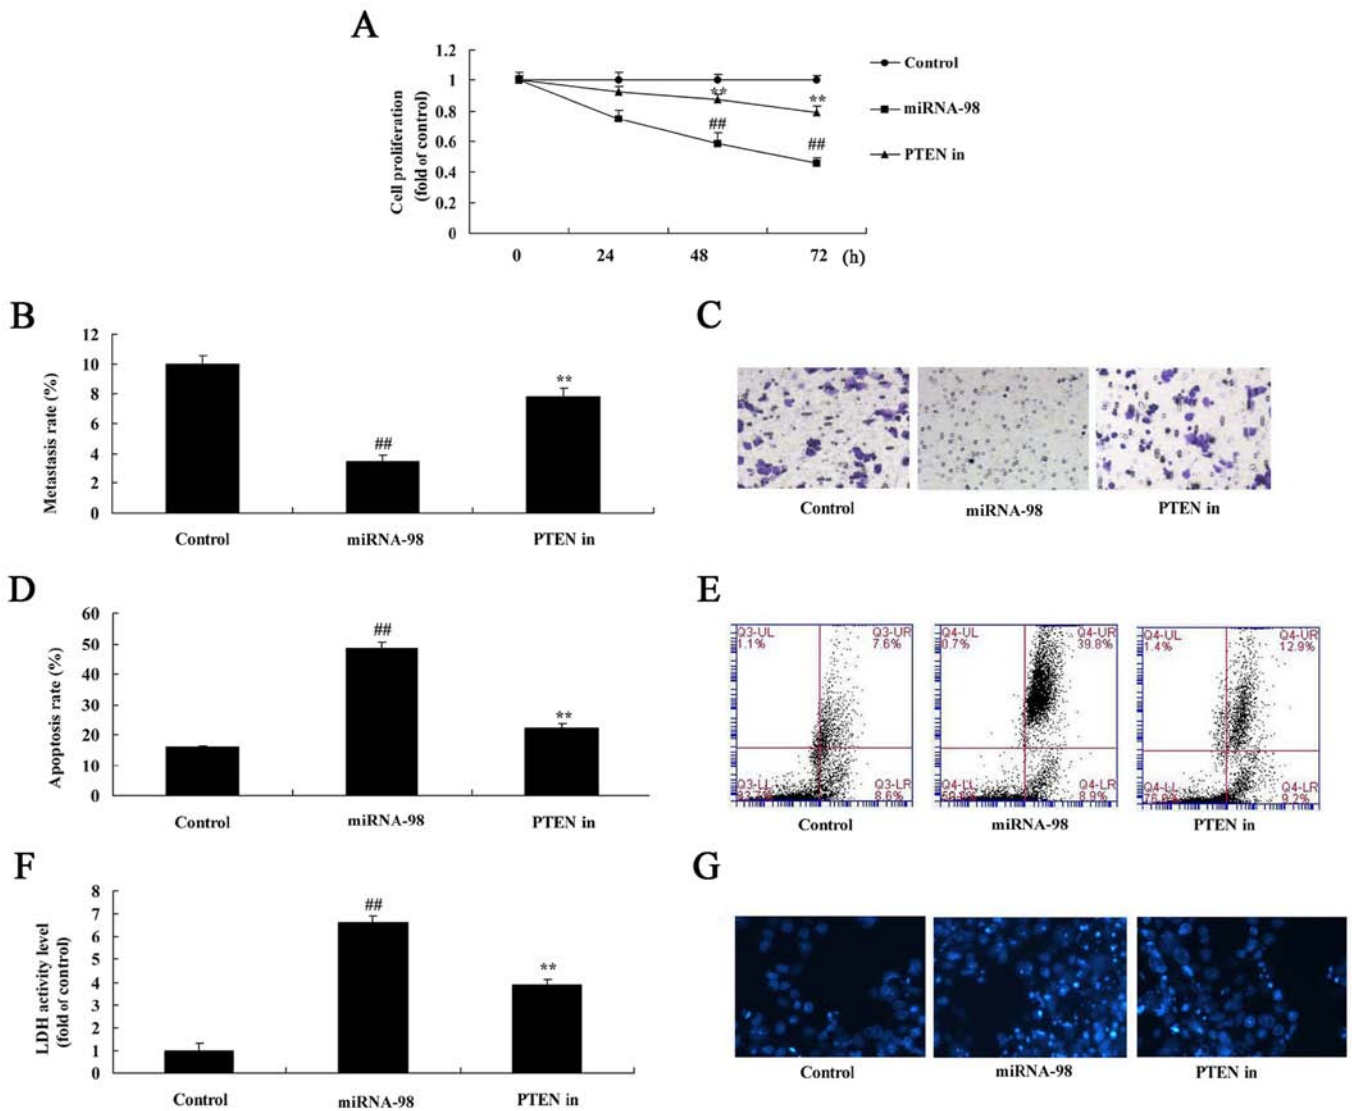 A
1.2
1
0.8
0.6
0.4
0.2
0
Cell proliferation
(fold of control)
** **
## ##
0 24 48 72 (h)
Control
miRNA-98
PTEN in
B
12
10
8
6
4
2
0
Metastasis rate (%)
##
**
Control miRNA-98 PTEN in
C
Control miRNA-98 PTEN in
D
60
50
40
30
20
10
0
Apoptosis rate (%)
##
**
Control miRNA-98 PTEN in
E
Q3-UL Q3-UR
1.1% 7.6%
Q3-LL Q3-LR
8.6%
Q4-UL Q4-UR
0.7% 39.8%
Q4-LL Q4-LR
8.9%
Q4-UL Q4-UR
1.4% 12.9%
Q4-LL Q4-LR
9.2%
Control miRNA-98 PTEN in
F
8
7
6
5
4
3
2
1
0
LDH activity level
(fold of control)
##
**
Control miRNA-98 PTEN in
G
Control miRNA-98 PTEN in